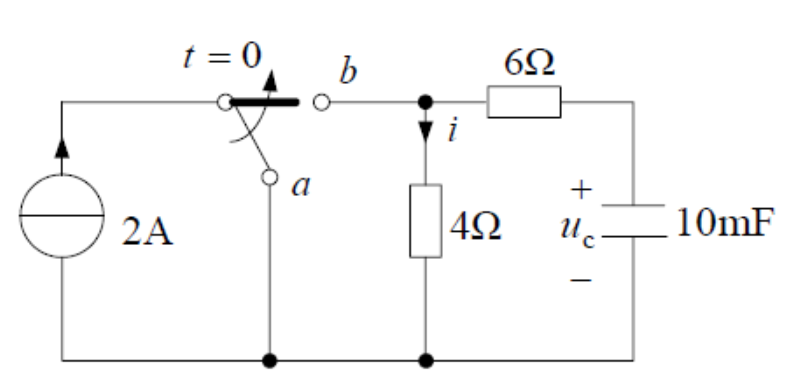 t = 0
b
6Ω
i
a
2A
4Ω
+
u_c
10mF
−